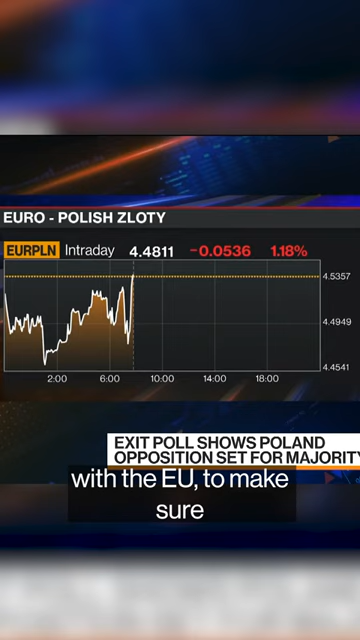 EURO - POLISH ZLOTY
EURPLN Intraday 4.4811 -0.0536 1.18%
4.5357
4.4949
4.4541
2:00 6:00 10:00 14:00 18:00
EXIT POLL SHOWS POLAND
OPPOSITION SET FOR MAJORITY
with the EU, to make
sure